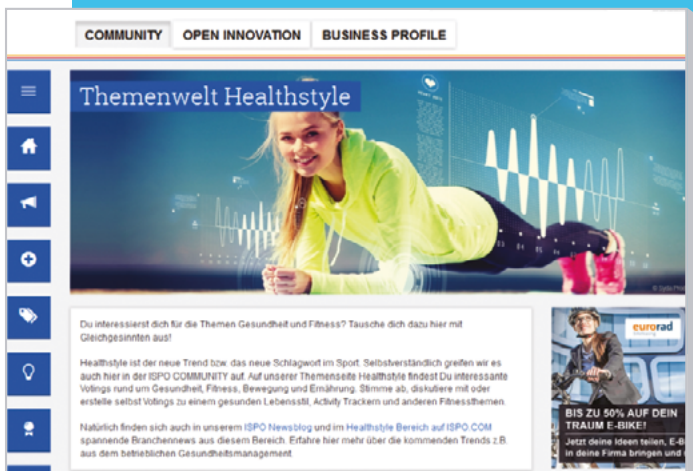 COMMUNITY OPEN INNOVATION BUSINESS PROFILE
Themenwelt Healthstyle
Du interessierst dich für die Themen Gesundheit und Fitness? Tausche dich dazu hier mit
Gleichgesinnten aus!
Healthstyle ist der neue Trend bzw. das neue Schlagwort im Sport. Selbstverständlich greifen wir es
auch hier in der ISPO COMMUNITY auf. Auf unserer Themenseite Healthstyle findest Du interessante
Votings rund um Gesundheit, Fitness, Bewegung und Ernährung. Stimme ab, diskutiere mit oder
erstelle selbst Votings zu einem gesunden Lebensstil, Activity Trackern und anderen Fitnessthemen.
Natürlich finden sich auch in unserem ISPO Newsblog und im Healthstyle Bereich auf ISPO.COM
spannende Branchennews aus diesem Bereich. Erfahre hier mehr über die kommenden Trends z.B.
aus dem betrieblichen Gesundheitsmanagement.
eurorad
BIS ZU 50% AUF DEIN
TRAUM E-BIKE!
Jetzt deine Ideen teilen, E-B
in deine Firma bringen und